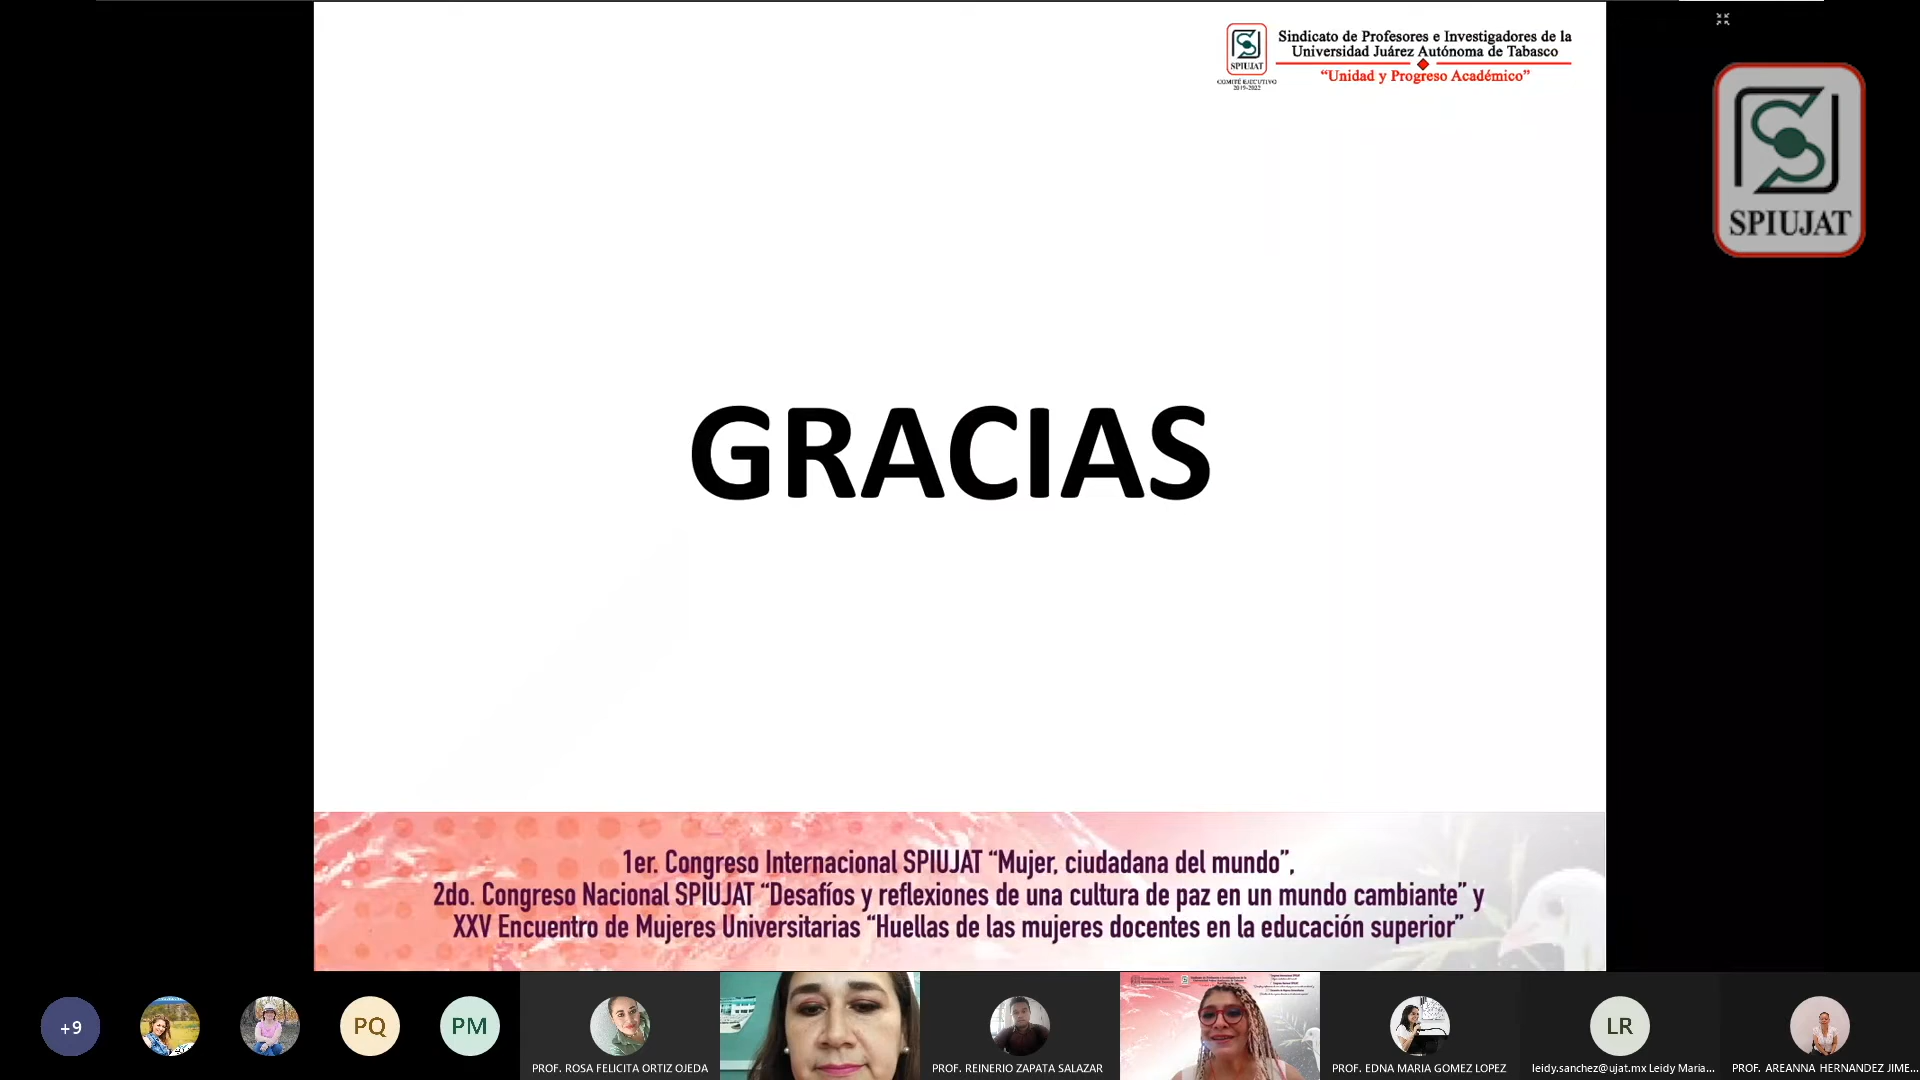 Sindicato de Profesores e Investigadores de la
Universidad Juárez Autónoma de Tabasco
"Unidad y Progreso Académico"
SPIUJAT
COMITÉ EJECUTIVO
2019-2022
SPIUJAT
GRACIAS
1er. Congreso Internacional SPIUJAT "Mujer, ciudadana del mundo",
2do. Congreso Nacional SPIUJAT "Desafíos y reflexiones de una cultura de paz en un mundo cambiante" y
XXV Encuentro de Mujeres Universitarias "Huellas de las mujeres docentes en la educación superior"
+9
PQ
PM
LR
PROF. ROSA FELICITA ORTIZ OJEDA
PROF. REINERIO ZAPATA SALAZAR
PROF. EDNA MARIA GOMEZ LOPEZ
leidy.sanchez@ujat.mx Leidy Maria...
PROF. AREANNA HERNANDEZ JIME...